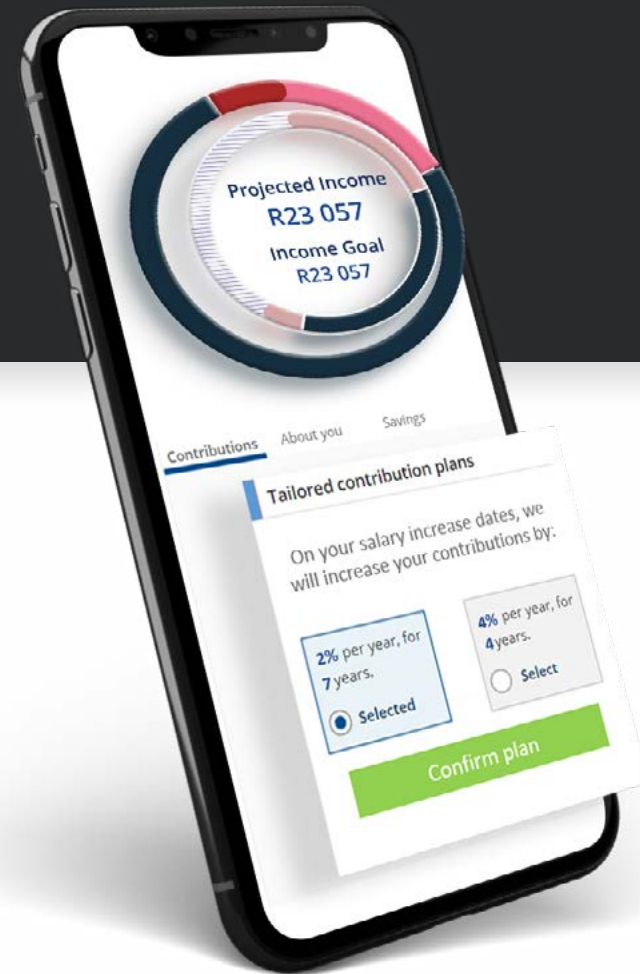 Projected Income
R23 057
Income Goal
R23 057
Contributions About you Savings
Tailored contribution plans
On your salary increase dates, we
will increase your contributions by:
2% per year, for
7 years.
Selected
4% per year, for
4 years.
Select
Confirm plan